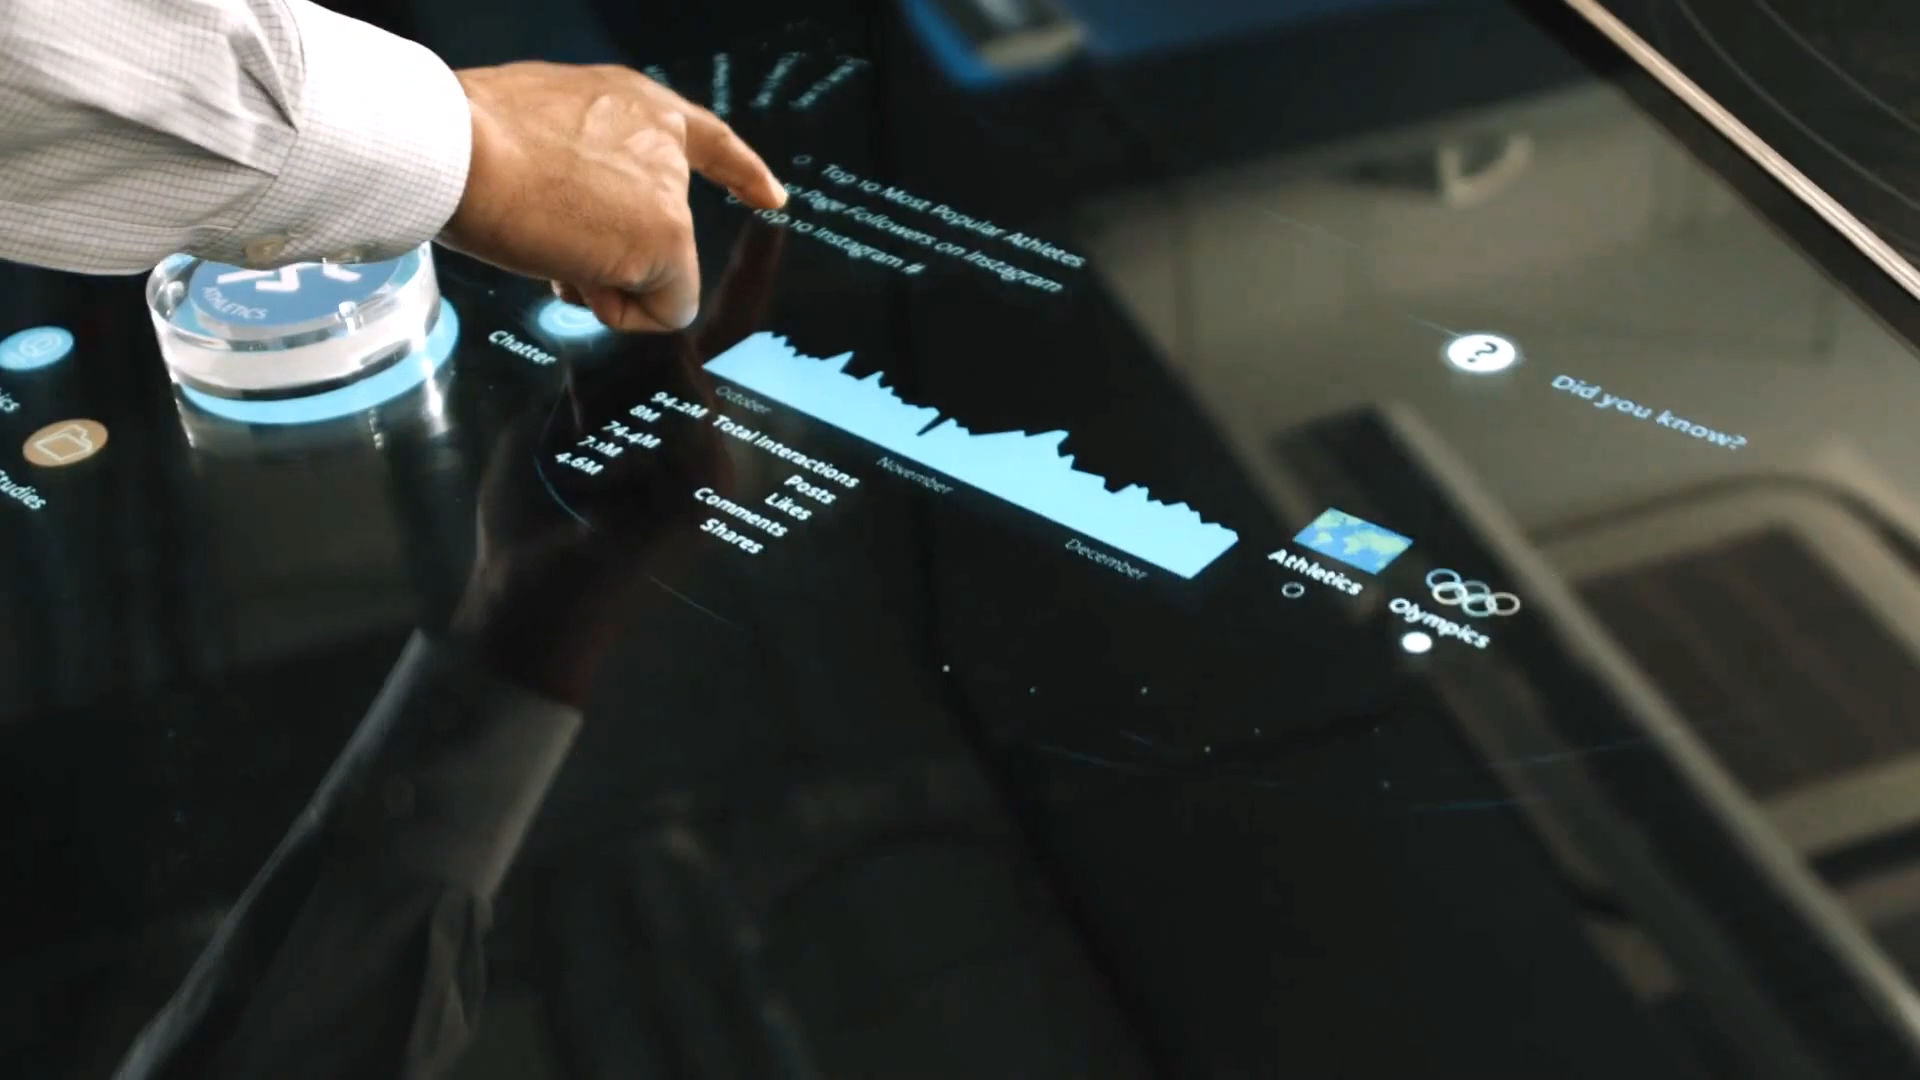 Top 10 Most Popular Athletes
Page Followers on Instagram
Top 10 Instagram #
ATHLETICS
Chatter
October
November
December
94.2M Total Interactions
8M Posts
74.4M Likes
7.1M Comments
4.6M Shares
Athletics
Olympics
?
Did you know?